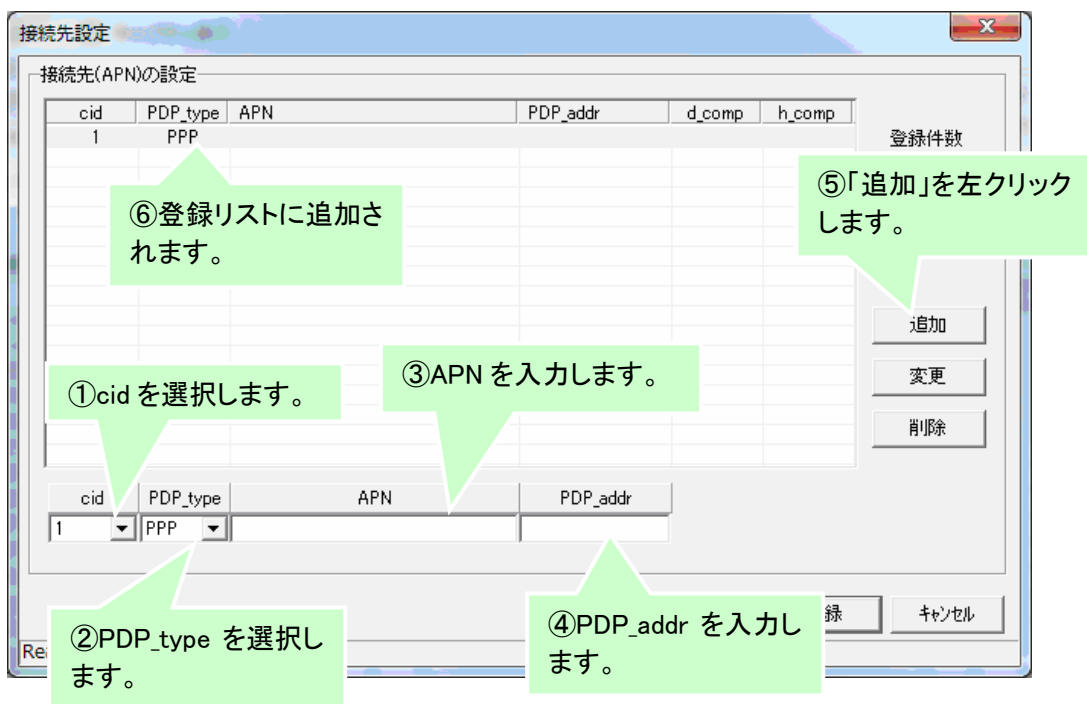 接続先設定
接続先(APN)の設定
cid PDP_type APN PDP_addr d_comp h_comp
1 PPP
登録件数
⑤「追加」を左クリック
します。
⑥登録リストに追加さ
れます。
追加
③APN を入力します。
変更
①cid を選択します。
削除
cid PDP_type APN PDP_addr
1 PPP
録 キャンセル
④PDP_addr を入力し
ます。
②PDP_type を選択し
ます。